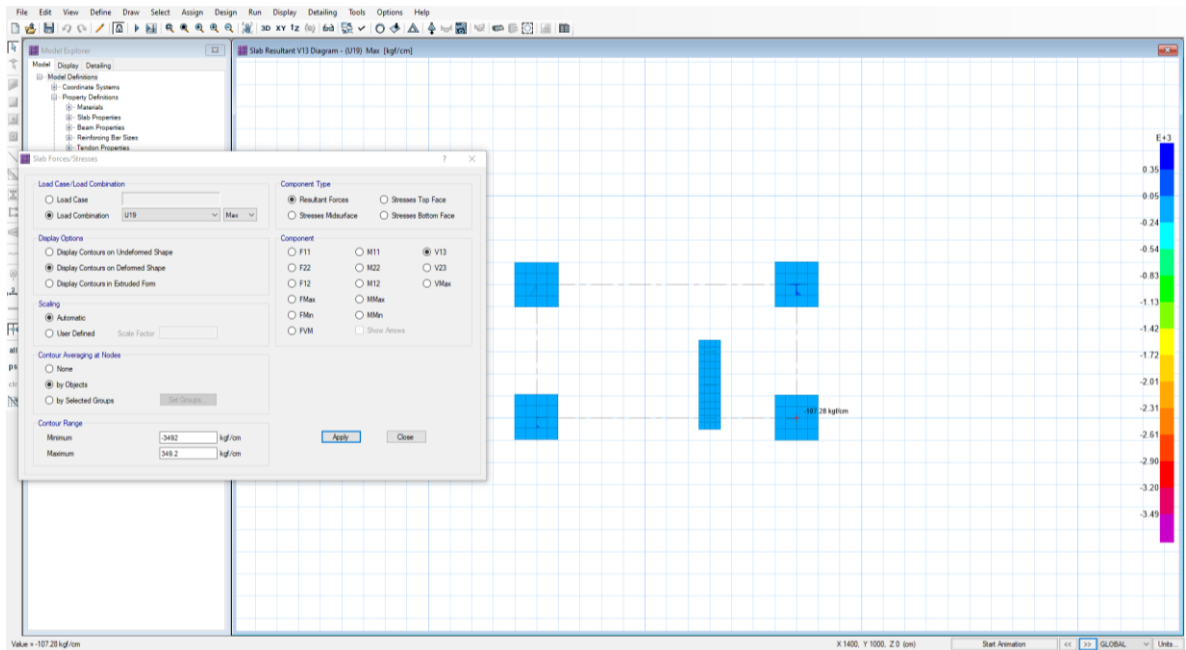 File Edit View Define Draw Select Assign Design Run Display Detailing Tools Options Help
3D XY
Model Explorer
Model Display Detailing
Model Definitions
Coordinate Systems
Property Definitions
Materials
Slab Properties
Beam Properties
Reinforcing Bar Sizes
Tendon Properties
Slab Resultant V13 Diagram - (U19) Max [kgf/cm]
Slab Forces/Stresses
Load Case/Load Combination
Load Case
Load Combination U19 Max
Display Options
Display Contours on Undeformed Shape
Display Contours on Deformed Shape
Display Contours in Extruded Form
Scaling
Automatic
User Defined Scale Factor
Contour Averaging at Nodes
None
by Objects
by Selected Groups Set Groups...
Contour Range
Minimum -3492 kgf/cm
Maximum 349.2 kgf/cm
Component Type
Resultant Forces Stresses Top Face
Stresses Midsurface Stresses Bottom Face
Component
F11 M11 V13
F22 M22 V23
F12 M12 VMax
FMax MMax
FMin MMin
FVM Show Arrows
Apply Close
-107.28 kgf/cm
E+3
0.35
0.05
-0.24
-0.54
-0.83
-1.13
-1.42
-1.72
-2.01
-2.31
-2.61
-2.90
-3.20
-3.49
Value = -107.28 kgf/cm X 1400, Y 1000, Z 0 (cm) Start Animation << >> GLOBAL Units...